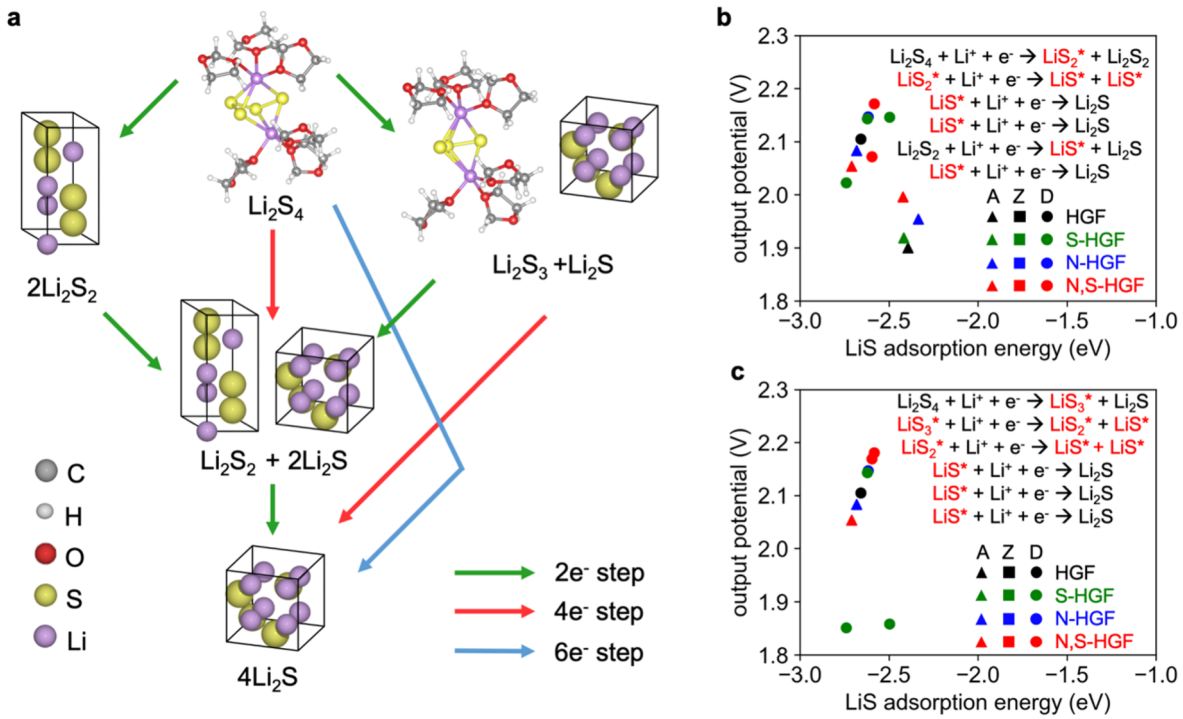 a
Li₂S₄
2Li₂S₂
Li₂S₃ +Li₂S
Li₂S₂ + 2Li₂S
4Li₂S
C
H
O
S
Li
2e⁻ step
4e⁻ step
6e⁻ step
b
2.3
2.2
2.1
2.0
1.9
1.8
output potential (V)
Li₂S₄ + Li⁺ + e⁻ → LiS₂* + Li₂S₂
LiS₂* + Li⁺ + e⁻ → LiS* + LiS*
LiS* + Li⁺ + e⁻ → Li₂S
LiS* + Li⁺ + e⁻ → Li₂S
Li₂S₂ + Li⁺ + e⁻ → LiS* + Li₂S
LiS* + Li⁺ + e⁻ → Li₂S
A Z D
HGF
S-HGF
N-HGF
N,S-HGF
−3.0 −2.5 −2.0 −1.5 −1.0
LiS adsorption energy (eV)
c
2.3
2.2
2.1
2.0
1.9
1.8
output potential (V)
Li₂S₄ + Li⁺ + e⁻ → LiS₃* + Li₂S
LiS₃* + Li⁺ + e⁻ → LiS₂* + LiS*
LiS₂* + Li⁺ + e⁻ → LiS* + LiS*
LiS* + Li⁺ + e⁻ → Li₂S
LiS* + Li⁺ + e⁻ → Li₂S
LiS* + Li⁺ + e⁻ → Li₂S
A Z D
HGF
S-HGF
N-HGF
N,S-HGF
−3.0 −2.5 −2.0 −1.5 −1.0
LiS adsorption energy (eV)